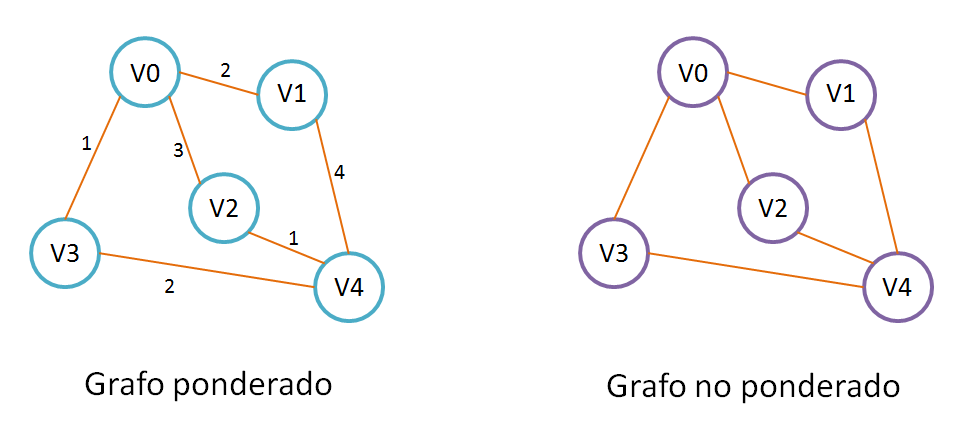 V0
2
V1
1
3
4
V2
1
V3
2
V4
Grafo ponderado
V0
V1
V2
V3
V4
Grafo no ponderado